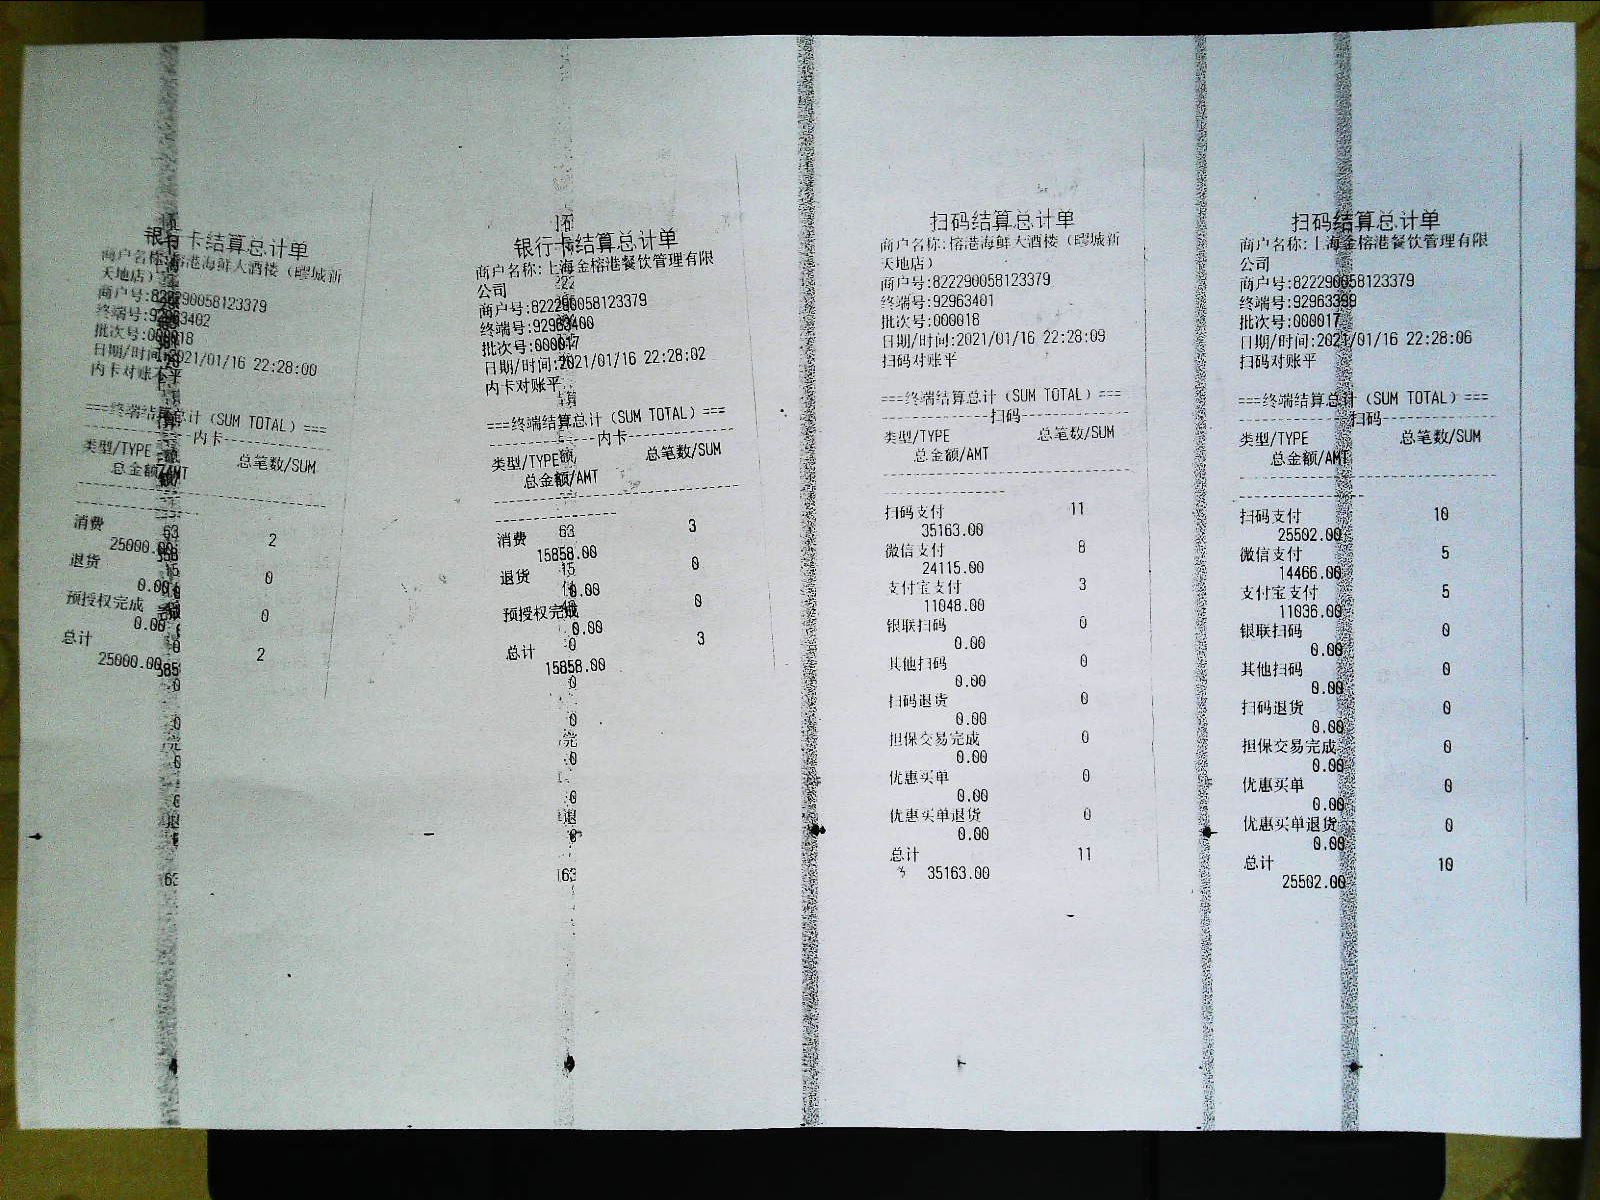 银行卡结算总计单
商户名称:榕港海鲜大酒楼（疁城新
天地店）
商户号:822290058123379
终端号:92963402
批次号:000018
日期/时间:2021/01/16 22:28:00
内卡对账不平
===终端结算总计（SUM TOTAL）===
内卡
类型/TYPE 总笔数/SUM
总金额/AMT
消费 2
25000.00
退货 0
0.00
预授权完成 0
0.00
总计 2
25000.00
银行卡结算总计单
商户名称:上海金榕港餐饮管理有限
公司
商户号:822290058123379
终端号:92963400
批次号:000017
日期/时间:2021/01/16 22:28:02
内卡对账平
===终端结算总计（SUM TOTAL）===
内卡
类型/TYPE 总笔数/SUM
总金额/AMT
消费 3
15858.00
退货 0
0.00
预授权完成 0
0.00
总计 3
15858.00
扫码结算总计单
商户名称:榕港海鲜大酒楼（疁城新
天地店）
商户号:822290058123379
终端号:92963401
批次号:000018
日期/时间:2021/01/16 22:28:09
扫码对账平
===终端结算总计（SUM TOTAL）===
扫码
类型/TYPE 总笔数/SUM
总金额/AMT
扫码支付 11
35163.00
微信支付 8
24115.00
支付宝支付 3
11048.00
银联扫码 0
0.00
其他扫码 0
0.00
扫码退货 0
0.00
担保交易完成 0
0.00
优惠买单 0
0.00
优惠买单退货 0
0.00
总计 11
35163.00
扫码结算总计单
商户名称:上海金榕港餐饮管理有限
公司
商户号:822290058123379
终端号:92963399
批次号:000017
日期/时间:2021/01/16 22:28:06
扫码对账平
===终端结算总计（SUM TOTAL）===
扫码
类型/TYPE 总笔数/SUM
总金额/AMT
扫码支付 10
25502.00
微信支付 5
14466.00
支付宝支付 5
11036.00
银联扫码 0
0.00
其他扫码 0
0.00
扫码退货 0
0.00
担保交易完成 0
0.00
优惠买单 0
0.00
优惠买单退货 0
0.00
总计 10
25502.00